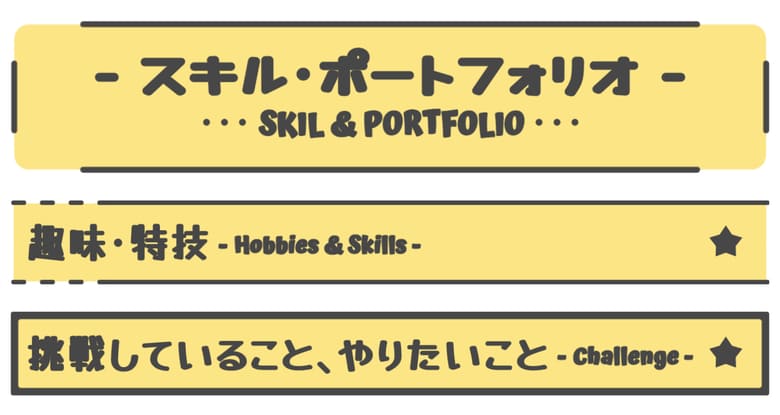 - スキル・ポートフォリオ -
・・・ SKIL & PORTFOLIO ・・・
趣味・特技 - Hobbies & Skills -
挑戦していること、やりたいこと - Challenge -